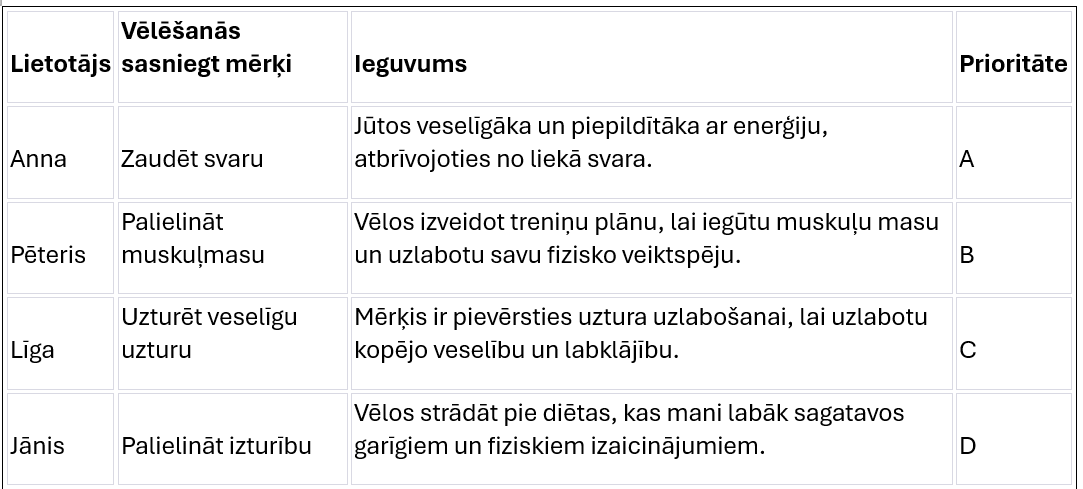 Lietotājs Vēlēšanās sasniegt mērķi Ieguvums Prioritāte
Anna Zaudēt svaru Jūtos veselīgāka un piepildītāka ar enerģiju, atbrīvojoties no liekā svara. A
Pēteris Palielināt muskuļmasu Vēlos izveidot treniņu plānu, lai iegūtu muskuļu masu un uzlabotu savu fizisko veiktspēju. B
Līga Uzturēt veselīgu uzturu Mērķis ir pievērsties uztura uzlabošanai, lai uzlabotu kopējo veselību un labklājību. C
Jānis Palielināt izturību Vēlos strādāt pie diētas, kas mani labāk sagatavos garīgiem un fiziskiem izaicinājumiem. D